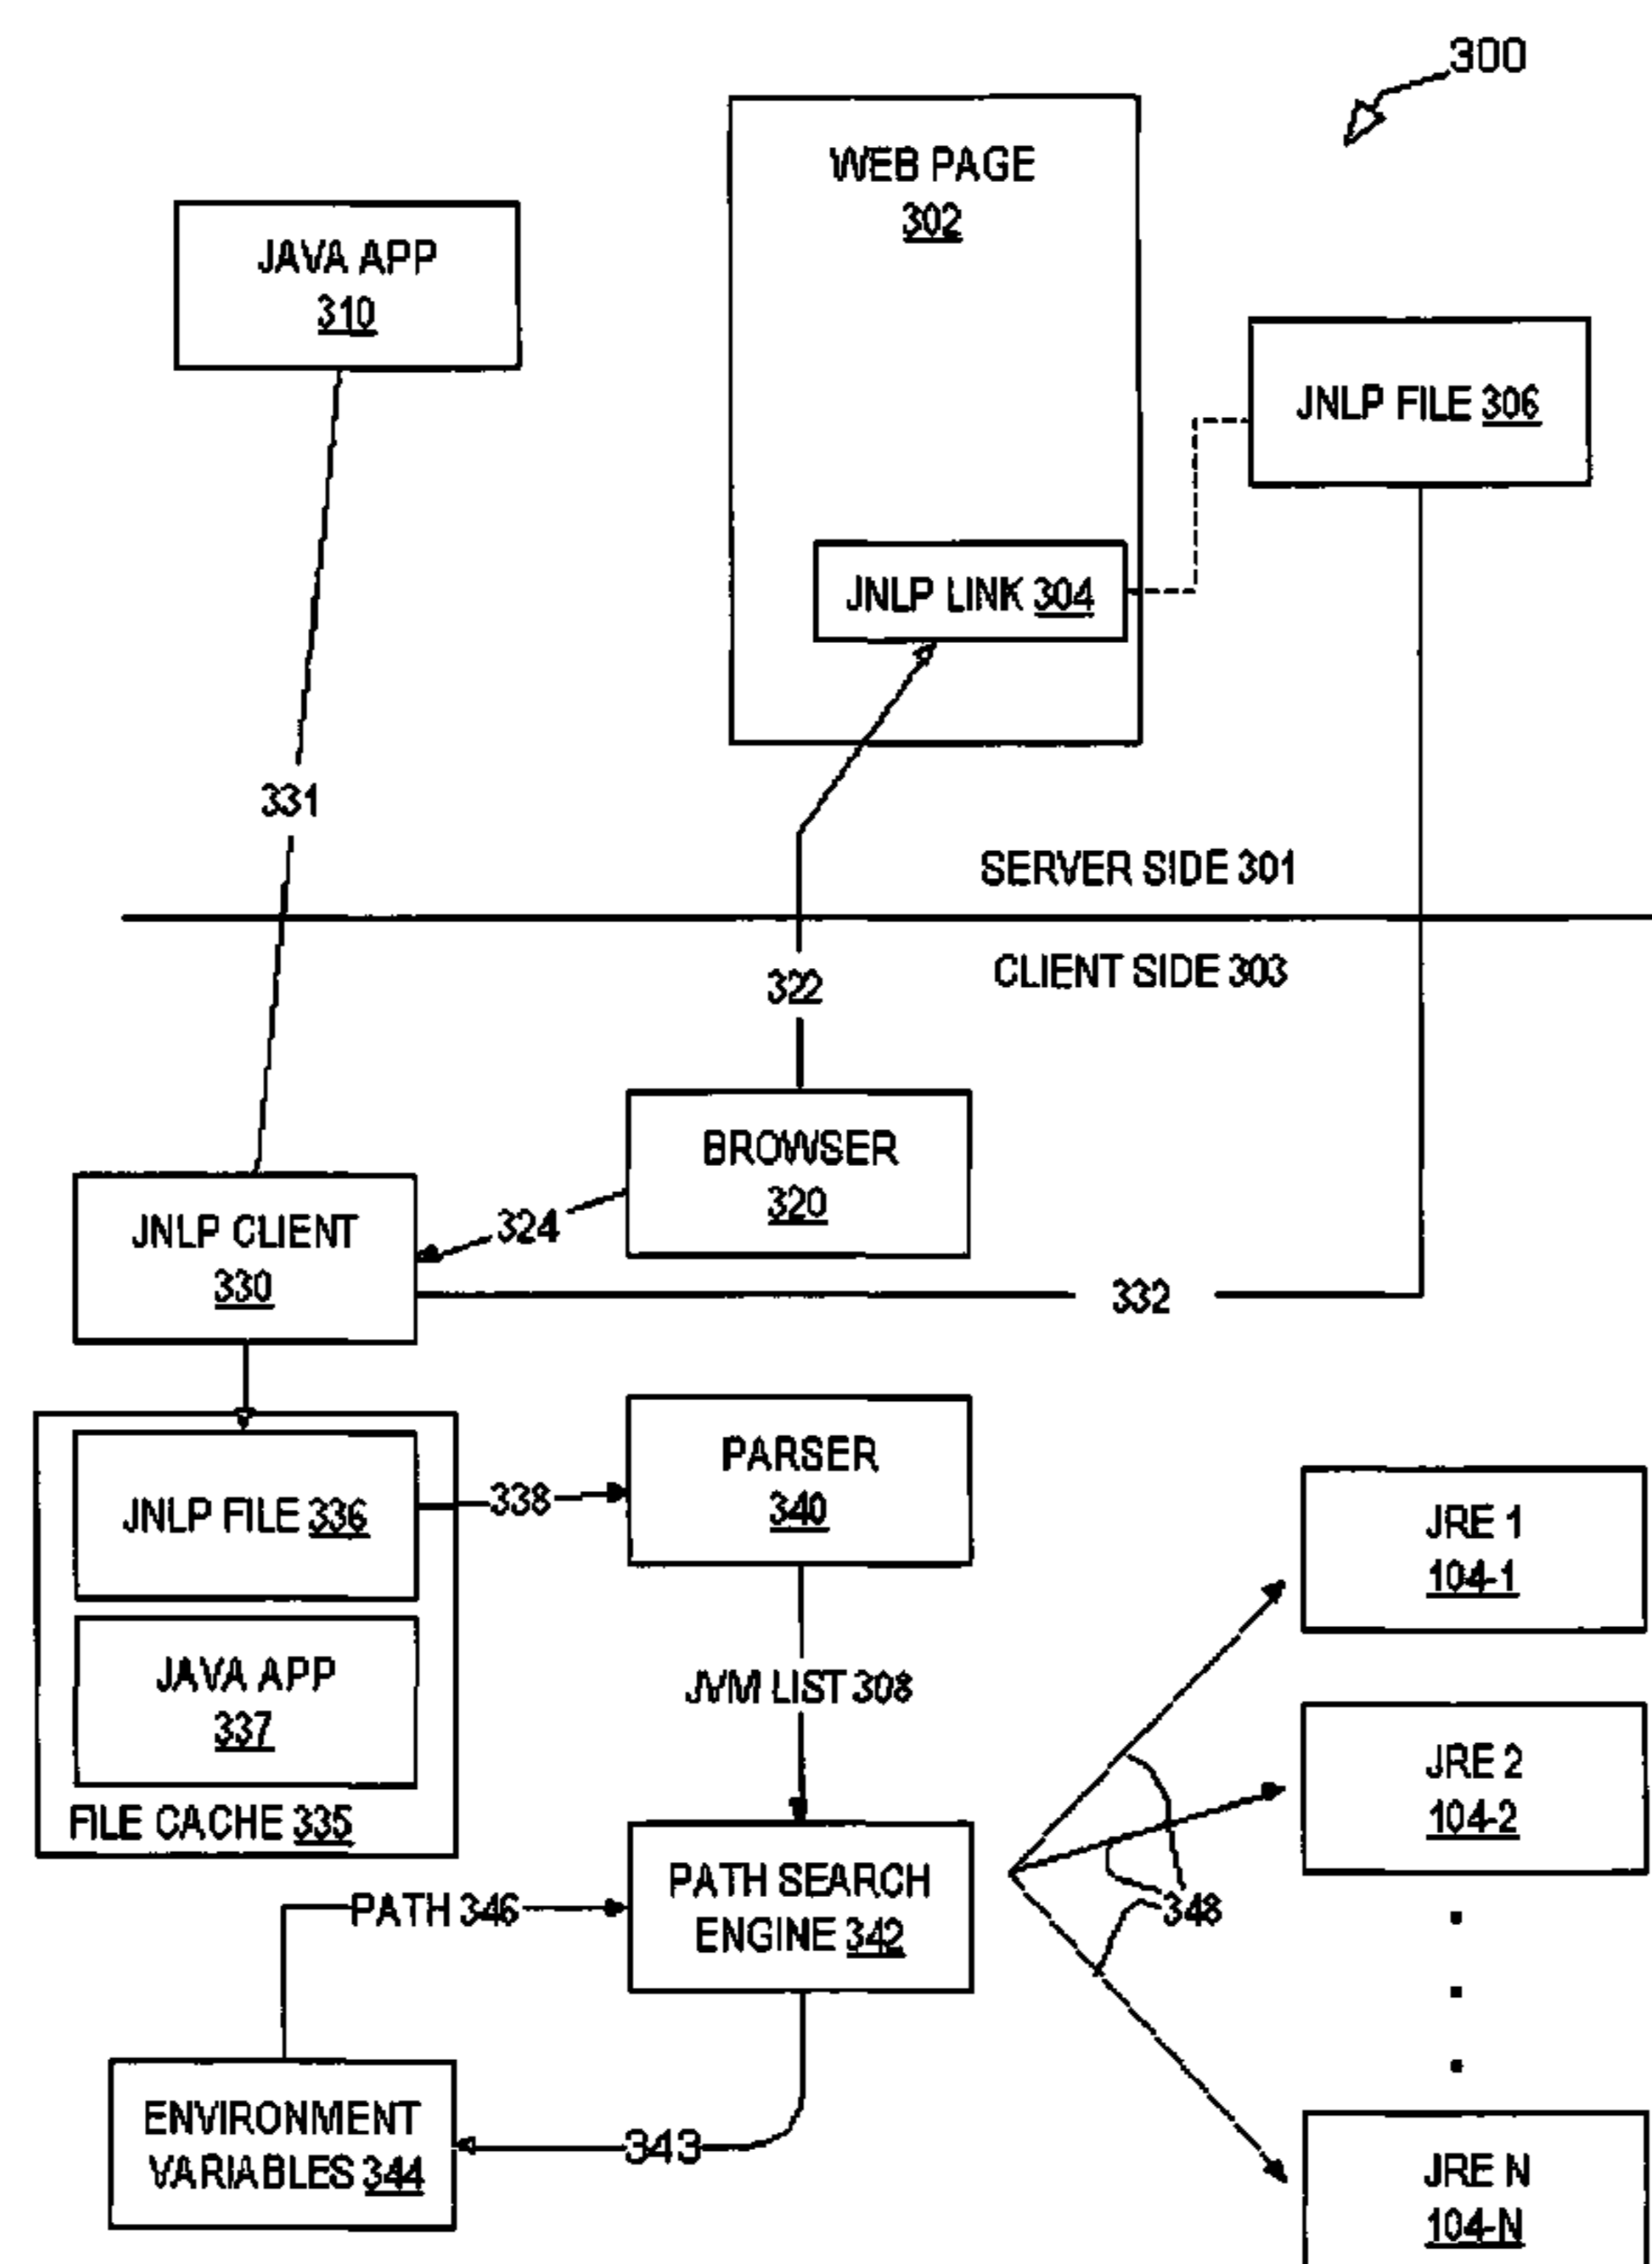 300
WEB PAGE
302
JAVA APP
310
JNLP FILE 306
JNLP LINK 304
331
SERVER SIDE 301
322
CLIENT SIDE 303
BROWSER
320
324
JNLP CLIENT
330
332
PARSER
340
JNLP FILE 336
338
JRE 1
104-1
JAVA APP
337
JVM LIST 308
FILE CACHE 335
JRE 2
104-2
PATH SEARCH
ENGINE 342
PATH 346
348
.
.
.
ENVIRONMENT
VARIABLES 344
343
JRE N
104-N